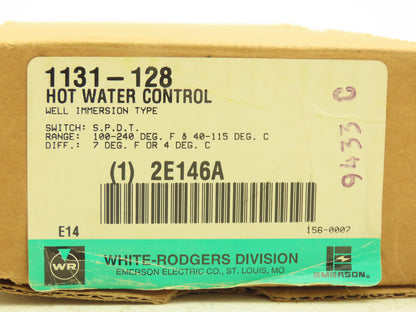 1131-128
HOT WATER CONTROL
WELL IMMERSION TYPE
SWITCH: S.P.D.T.
RANGE: 100-240 DEG. F & 40-115 DEG. C
DIFF.: 7 DEG. F OR 4 DEG. C
(1) 2E146A
9433 C
E14
156-0007
WR
WHITE-RODGERS DIVISION
EMERSON ELECTRIC CO., ST. LOUIS, MO
EMERSON®